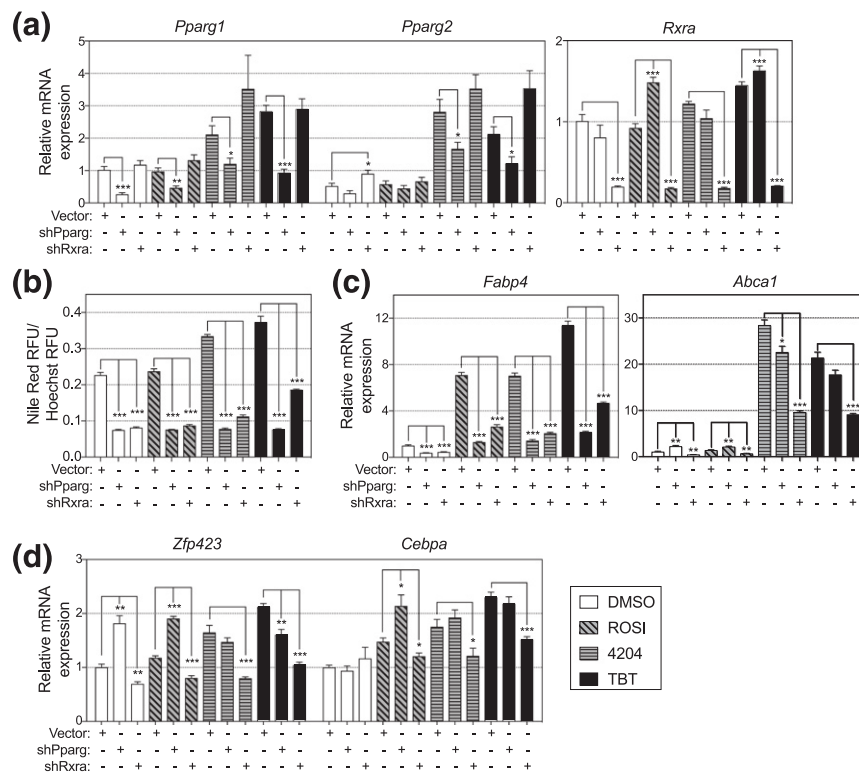 (a)
Pparg1 Pparg2 Rxra
Relative mRNA
expression
5
4
3
2
1
0
*** ** * *** * * *
2
1
0
*** *** *** *** *** ***
Vector: + - - + - - + - - + - - + - - + - - + - - + - - + - - + - - + - - + - -
shPparg: - + - - + - - + - - + - - + - - + - - + - - + - - + - - + - - + - - + -
shRxra: - - + - - + - - + - - + - - + - - + - - + - - + - - + - - + - - + - - +
(b)
Nile Red RFU/
Hoechst RFU
0.4
0.3
0.2
0.1
0.0
*** *** *** *** *** *** *** ***
Vector: + - - + - - + - - + - -
shPparg: - + - - + - - + - - + -
shRxra: - - + - - + - - + - - +
(c)
Fabp4 Abca1
Relative mRNA
expression
12
8
4
0
*** *** *** *** *** *** *** ***
30
20
10
0
** ** ** ** * *** ***
Vector: + - - + - - + - - + - - + - - + - - + - - + - -
shPparg: - + - - + - - + - - + - - + - - + - - + - - + -
shRxra: - - + - - + - - + - - + - - + - - + - - + - - +
(d)
Zfp423 Cebpa
Relative mRNA
expression
3
2
1
0
** ** *** *** *** ** *** * * * ***
Vector: + - - + - - + - - + - - + - - + - - + - - + - -
shPparg: - + - - + - - + - - + - - + - - + - - + - - + -
shRxra: - - + - - + - - + - - + - - + - - + - - + - - +
DMSO
ROSI
4204
TBT